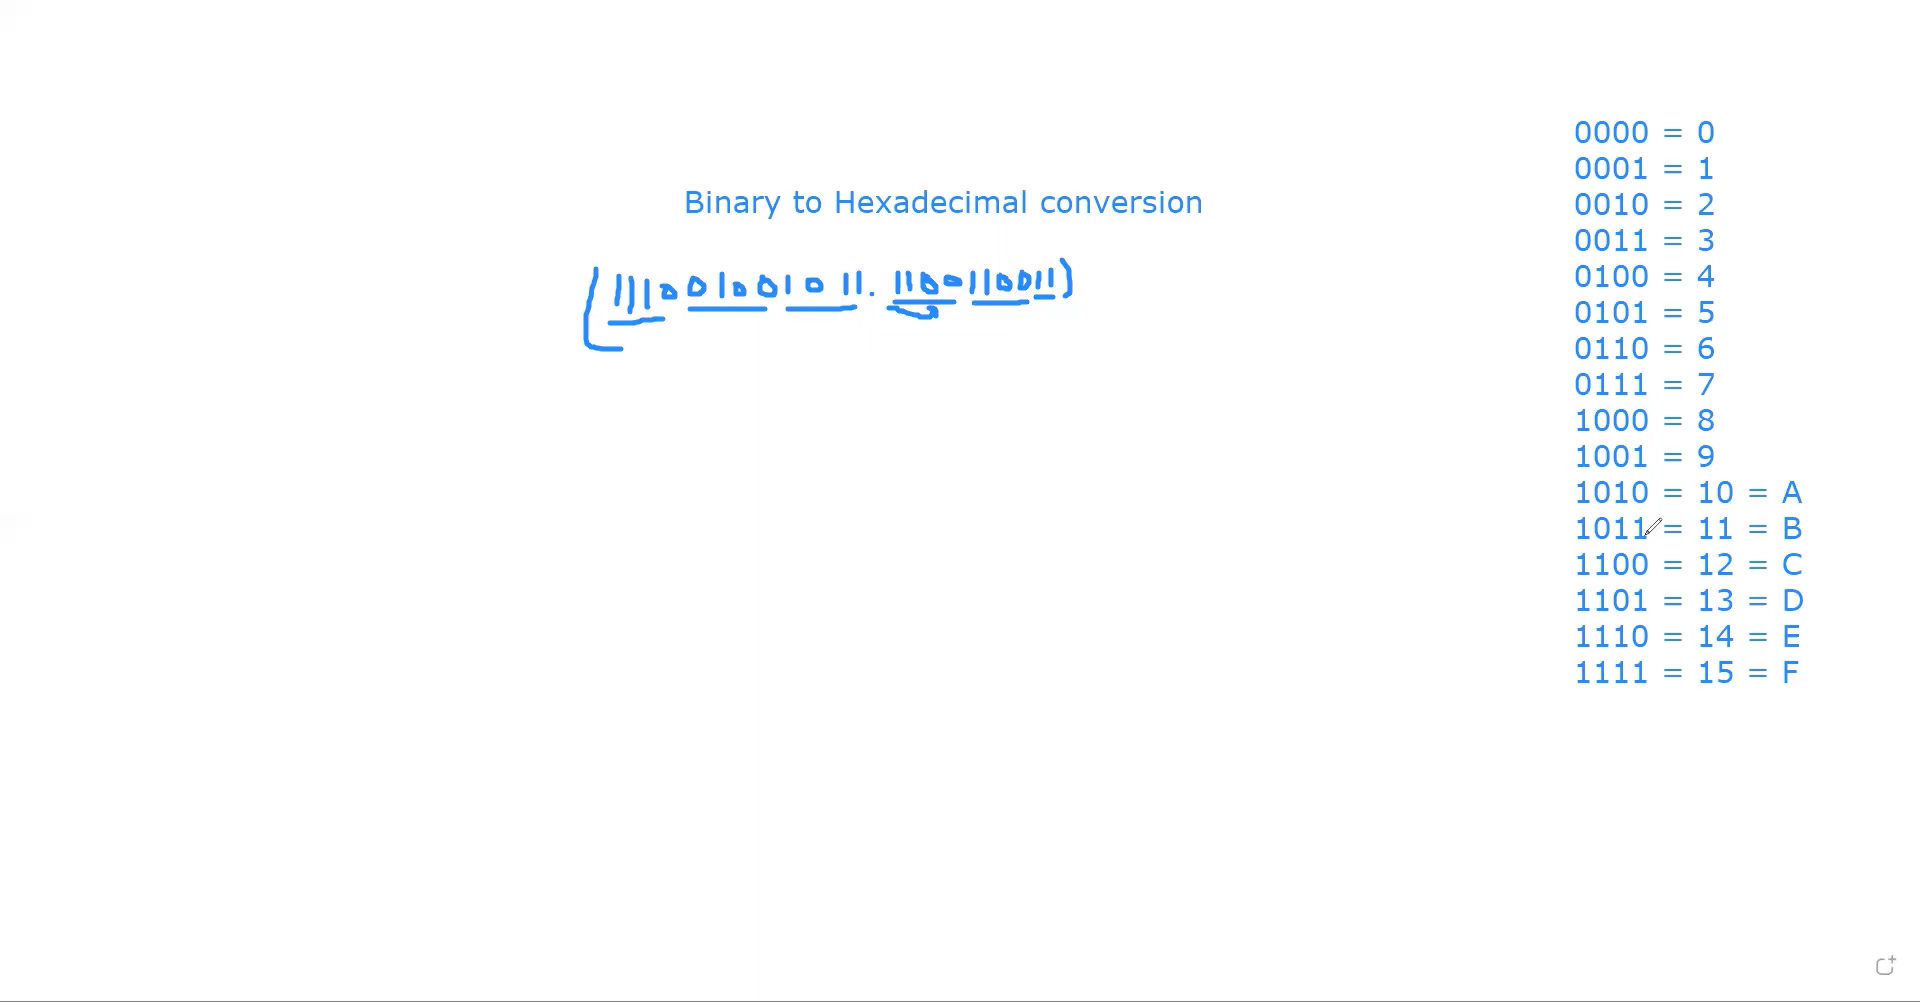 Binary to Hexadecimal conversion
(111001001011.1100110011)
0000 = 0
0001 = 1
0010 = 2
0011 = 3
0100 = 4
0101 = 5
0110 = 6
0111 = 7
1000 = 8
1001 = 9
1010 = 10 = A
1011 = 11 = B
1100 = 12 = C
1101 = 13 = D
1110 = 14 = E
1111 = 15 = F